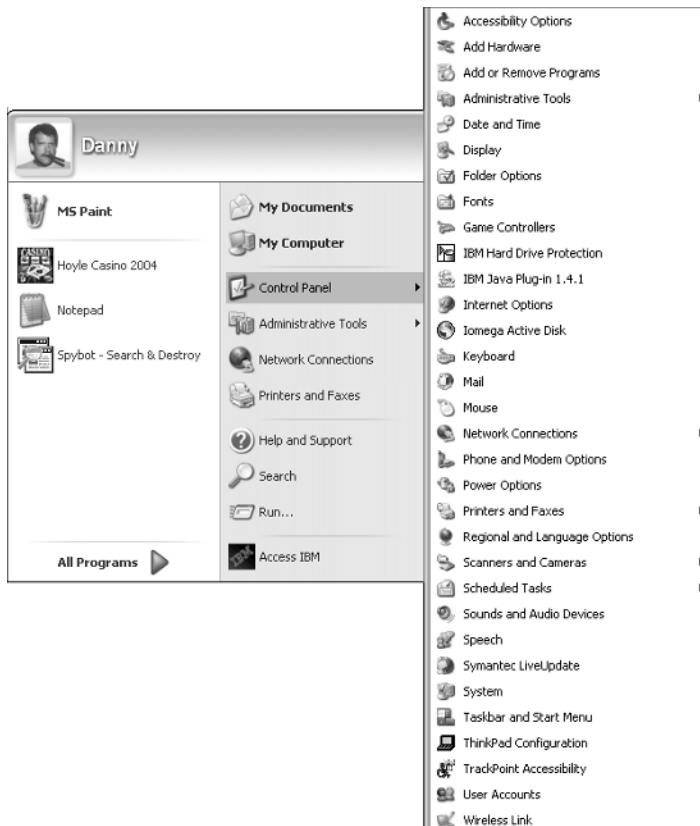 Danny
MS Paint
Hoyle Casino 2004
Notepad
Spybot - Search & Destroy
All Programs
My Documents
My Computer
Control Panel
Administrative Tools
Network Connections
Printers and Faxes
Help and Support
Search
Run...
IBM
Access IBM
Accessibility Options
Add Hardware
Add or Remove Programs
Administrative Tools
Date and Time
Display
Folder Options
Fonts
Game Controllers
IBM Hard Drive Protection
IBM Java Plug-in 1.4.1
Internet Options
Iomega Active Disk
Keyboard
Mail
Mouse
Network Connections
Phone and Modem Options
Power Options
Printers and Faxes
Regional and Language Options
Scanners and Cameras
Scheduled Tasks
Sounds and Audio Devices
Speech
Symantec LiveUpdate
System
Taskbar and Start Menu
ThinkPad Configuration
TrackPoint Accessibility
User Accounts
Wireless Link